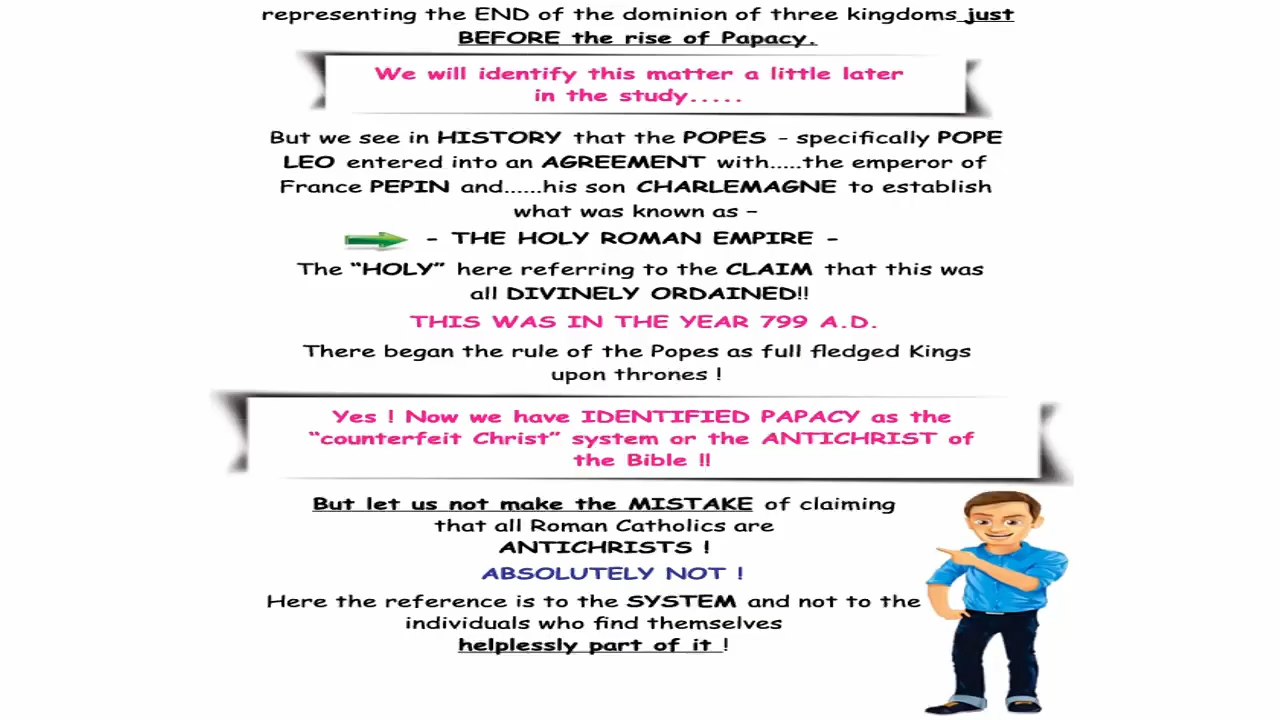 representing the END of the dominion of three kingdoms just
BEFORE the rise of Papacy.
We will identify this matter a little later
in the study.....
But we see in HISTORY that the POPES - specifically POPE
LEO entered into an AGREEMENT with.....the emperor of
France PEPIN and......his son CHARLEMAGNE to establish
what was known as –
- THE HOLY ROMAN EMPIRE -
The “HOLY” here referring to the CLAIM that this was
all DIVINELY ORDAINED!!
THIS WAS IN THE YEAR 799 A.D.
There began the rule of the Popes as full fledged Kings
upon thrones !
Yes ! Now we have IDENTIFIED PAPACY as the
“counterfeit Christ” system or the ANTICHRIST of
the Bible !!
But let us not make the MISTAKE of claiming
that all Roman Catholics are
ANTICHRISTS !
ABSOLUTELY NOT !
Here the reference is to the SYSTEM and not to the
individuals who find themselves
helplessly part of it !